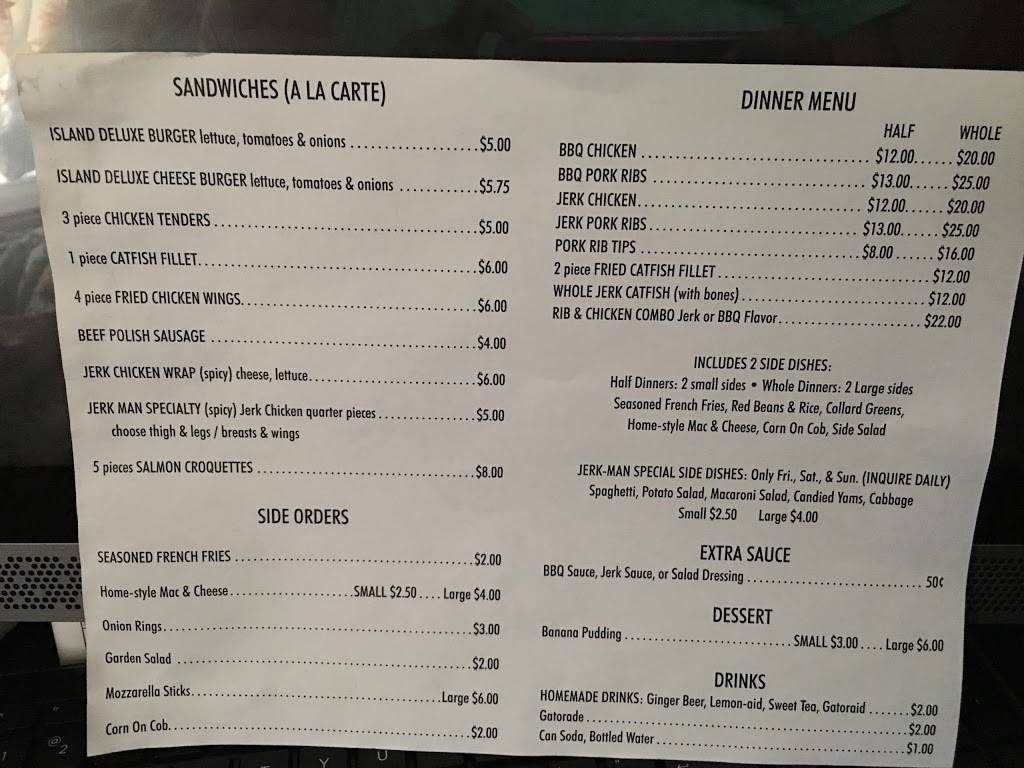 SANDWICHES (A LA CARTE)
ISLAND DELUXE BURGER lettuce, tomatoes & onions ..................$5.00
ISLAND DELUXE CHEESE BURGER lettuce, tomatoes & onions ...........$5.75
3 piece CHICKEN TENDERS ..................$5.00
1 piece CATFISH FILLET..................$6.00
4 piece FRIED CHICKEN WINGS..................$6.00
BEEF POLISH SAUSAGE ..................$4.00
JERK CHICKEN WRAP (spicy) cheese, lettuce..................$6.00
JERK MAN SPECIALTY (spicy) Jerk Chicken quarter pieces ..................$5.00
choose thigh & legs / breasts & wings
5 pieces SALMON CROQUETTES ..................$8.00
SIDE ORDERS
SEASONED FRENCH FRIES ..................$2.00
Home-style Mac & Cheese..................SMALL $2.50 .... Large $4.00
Onion Rings..................$3.00
Garden Salad ..................$2.00
Mozzarella Sticks..................Large $6.00
Corn On Cob..................$2.00
DINNER MENU
HALF WHOLE
BBQ CHICKEN ..................$12.00...... $20.00
BBQ PORK RIBS ..................$13.00...... $25.00
JERK CHICKEN..................$12.00...... $20.00
JERK PORK RIBS..................$13.00...... $25.00
PORK RIB TIPS ..................$8.00 ...... $16.00
2 piece FRIED CATFISH FILLET ..................$12.00
WHOLE JERK CATFISH (with bones) ..................$12.00
RIB & CHICKEN COMBO Jerk or BBQ Flavor..................$22.00
INCLUDES 2 SIDE DISHES:
Half Dinners: 2 small sides • Whole Dinners: 2 Large sides
Seasoned French Fries, Red Beans & Rice, Collard Greens,
Home-style Mac & Cheese, Corn On Cob, Side Salad
JERK-MAN SPECIAL SIDE DISHES: Only Fri., Sat., & Sun. (INQUIRE DAILY)
Spaghetti, Potato Salad, Macaroni Salad, Candied Yams, Cabbage
Small $2.50 Large $4.00
EXTRA SAUCE
BBQ Sauce, Jerk Sauce, or Salad Dressing ..................50¢
DESSERT
Banana Pudding ..................SMALL $3.00 .... Large $6.00
DRINKS
HOMEMADE DRINKS: Ginger Beer, Lemon-aid, Sweet Tea, Gatoraid .......$2.00
Gatorade ..................$2.00
Can Soda, Bottled Water ..................$1.00
@
2
1
Y
U